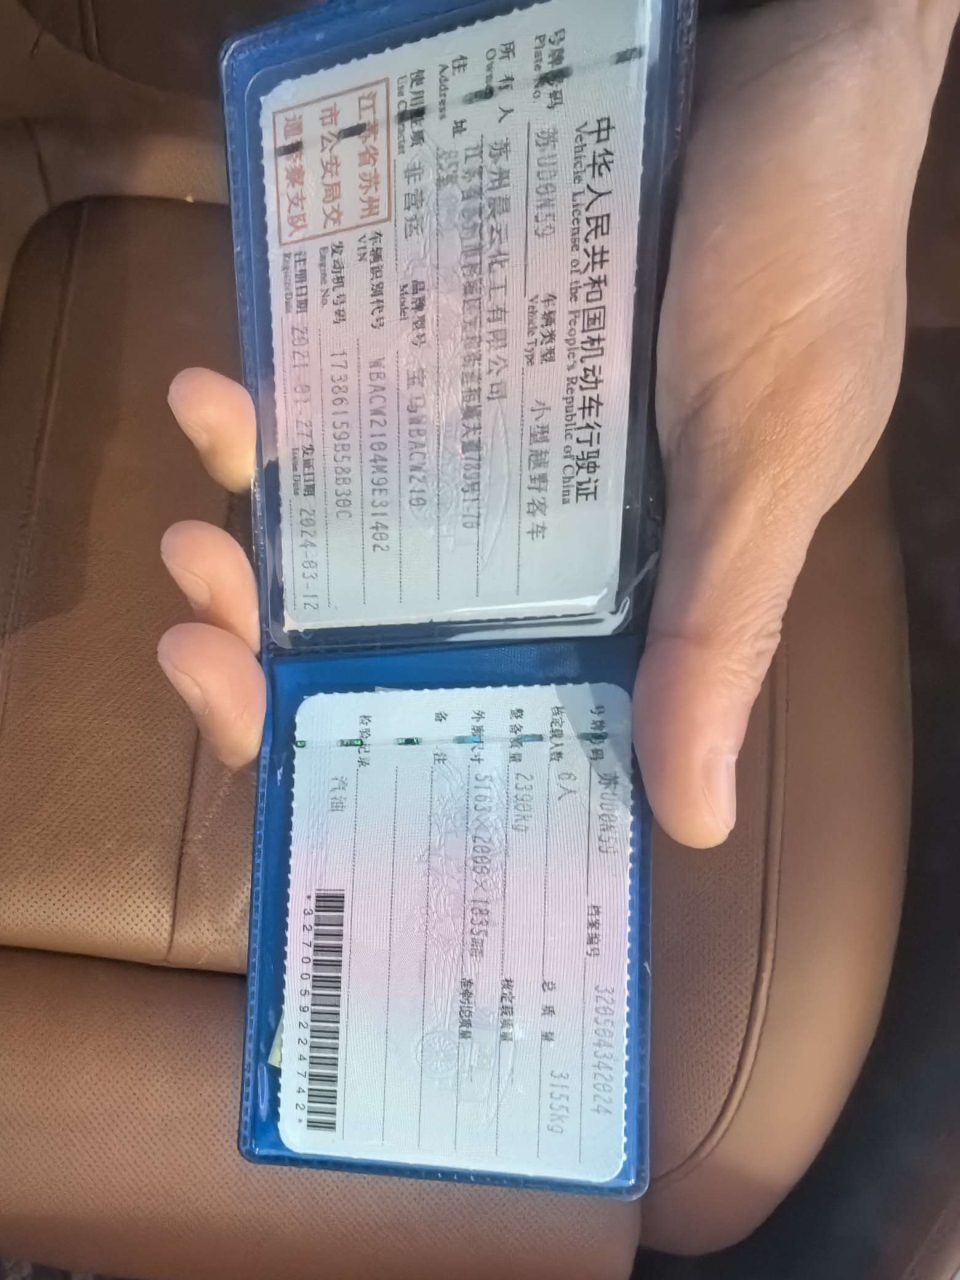 中华人民共和国机动车行驶证
Vehicle License of the People's Republic of China
号牌号码 苏U00N59 车辆类型 小型越野客车
Plate No. Vehicle Type
所有人 苏州晨云化工有限公司
Owner
住址
Address
使用性质 非营运 品牌型号 宝马WBACW210
Use Character Model
江苏省苏州
市公安局交
通警察支队
车辆识别代号 WBACW2104M9E31402
VIN
发动机号码 17386159B58B30C
Engine No.
注册日期 2021-01-27 发证日期 2024-03-12
Register Date Issue Date
号牌号码 苏U00N59 档案编号 320504342024
核定载人数 6人 总质量 3155kg
整备质量 2390kg 核定载质量
外廓尺寸 5163×2000×1835mm 准牵引总质量
备注
检验记录
汽油
*3270059224742*